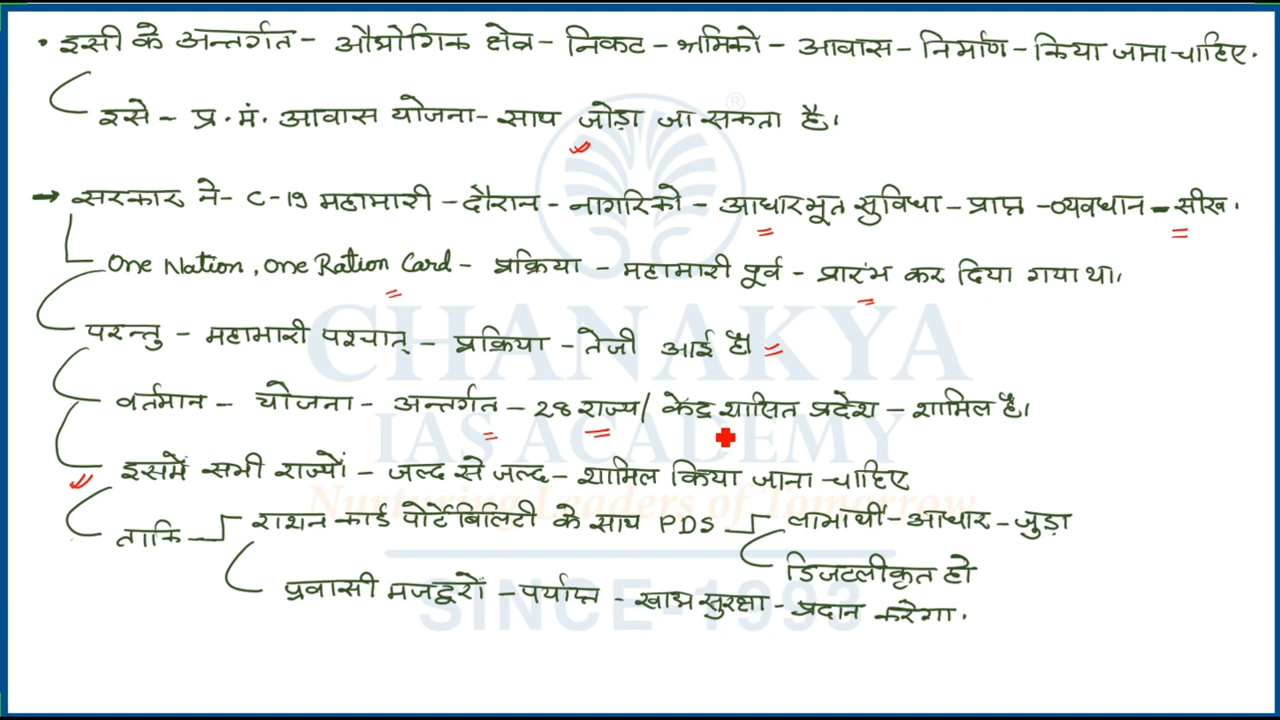 • इसी के अन्तर्गत - औद्योगिक क्षेत्र - निकट - श्रमिको - आवास - निर्माण - किया जाना चाहिए.
इसे - प्र. मं. आवास योजना - साथ जोड़ा जा सकता है।
→ सरकार ने - C-19 महामारी - दौरान - नागरिको - आधारभूत सुविधा - प्राप्त - व्यवधान - सीख.
One Nation, One Ration Card - प्रक्रिया - महामारी पूर्व - प्रारंभ कर दिया गया था।
परन्तु - महामारी पश्चात् - प्रक्रिया - तेजी आई है।
वर्तमान - योजना - अन्तर्गत - 28 राज्य / केंद्र शासित प्रदेश - शामिल है।
इसमें सभी राज्यों - जल्द से जल्द - शामिल किया जाना चाहिए
ताकि राशन कार्ड पोर्टेबिलिटी के साथ PDS लाभार्थी - आधार - जुड़ा
डिजटलीकृत हो
प्रवासी मजदूरों - पर्याप्त - खाद्य सुरक्षा - प्रदान करेगा.
CHANAKYA
IAS ACADEMY
Nurturing Leaders of Tomorrow
SINCE-1993